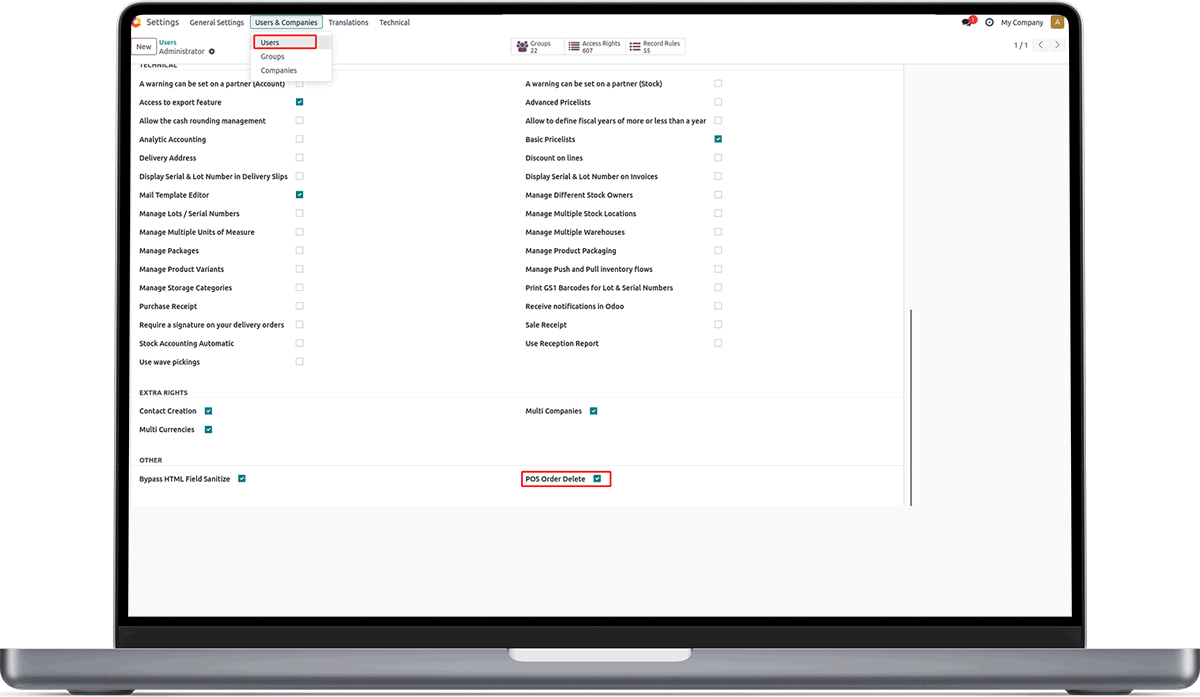 Settings General Settings Users & Companies Translations Technical 1 My Company A
New Users Users Groups 22 Access Rights 607 Record Rules 55 1 / 1
Administrator
Groups
Companies
TECHNICAL
A warning can be set on a partner (Account) A warning can be set on a partner (Stock)
Access to export feature Advanced Pricelists
Allow the cash rounding management Allow to define fiscal years of more or less than a year
Analytic Accounting Basic Pricelists
Delivery Address Discount on lines
Display Serial & Lot Number in Delivery Slips Display Serial & Lot Number on Invoices
Mail Template Editor Manage Different Stock Owners
Manage Lots / Serial Numbers Manage Multiple Stock Locations
Manage Multiple Units of Measure Manage Multiple Warehouses
Manage Packages Manage Product Packaging
Manage Product Variants Manage Push and Pull inventory flows
Manage Storage Categories Print GS1 Barcodes for Lot & Serial Numbers
Purchase Receipt Receive notifications in Odoo
Require a signature on your delivery orders Sale Receipt
Stock Accounting Automatic Use Reception Report
Use wave pickings
EXTRA RIGHTS
Contact Creation Multi Companies
Multi Currencies
OTHER
Bypass HTML Field Sanitize POS Order Delete